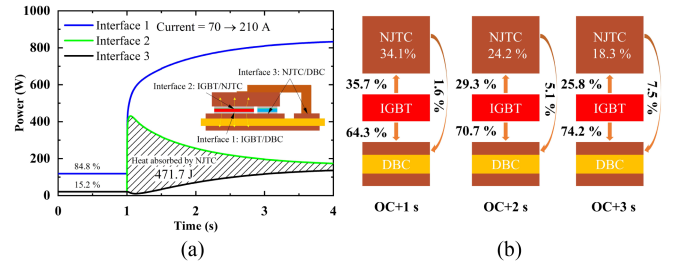 (a)
1000
800
600
400
200
0
Power (W)
Interface 1
Interface 2
Interface 3
Current = 70 → 210 A
Interface 3: NJTC/DBC
Interface 2: IGBT/NJTC
Interface 1: IGBT/DBC
Heat absorbed by NJTC
471.7 J
84.8 %
15.2 %
0 1 2 3 4
Time (s)
(a)
(b)
NJTC
34.1%
35.7 %
1.6 %
IGBT
64.3 %
DBC
OC+1 s
NJTC
24.2 %
29.3 %
5.1 %
IGBT
70.7 %
DBC
OC+2 s
NJTC
18.3 %
25.8 %
7.5 %
IGBT
74.2 %
DBC
OC+3 s
(b)